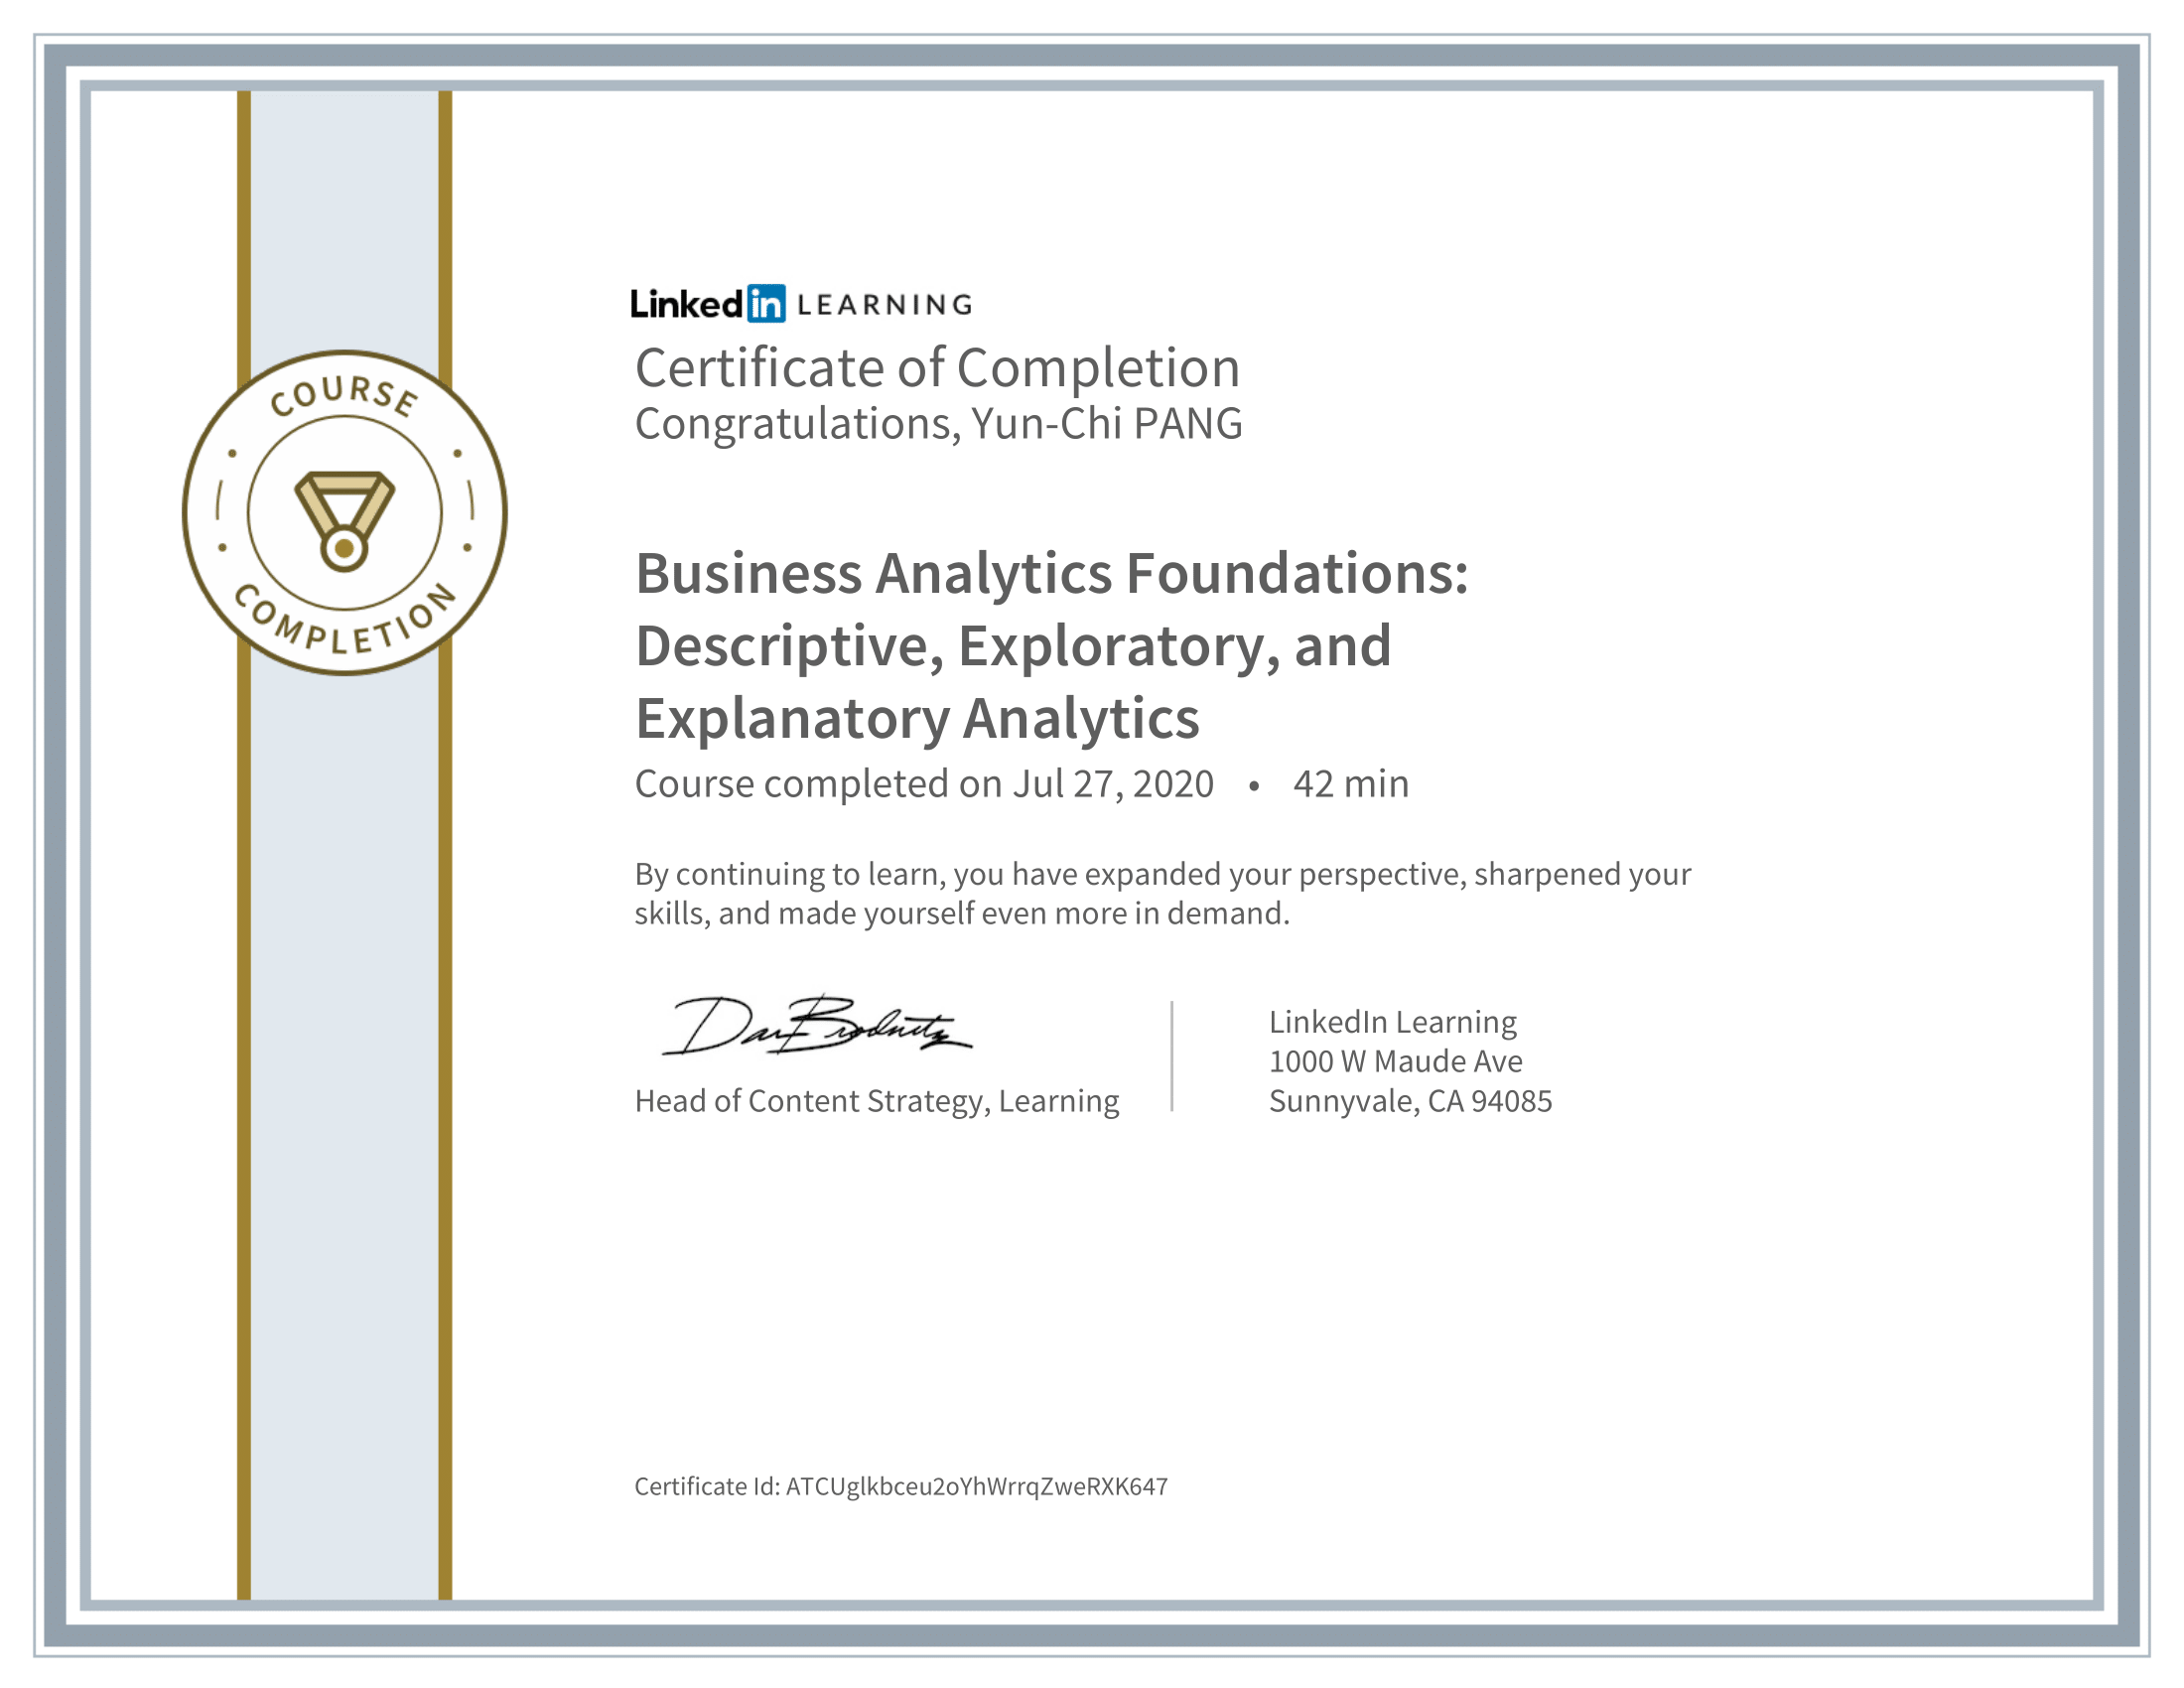 LinkedIn LEARNING
Certificate of Completion
Congratulations, Yun-Chi PANG
COURSE
COMPLETION
Business Analytics Foundations:
Descriptive, Exploratory, and
Explanatory Analytics
Course completed on Jul 27, 2020 • 42 min
By continuing to learn, you have expanded your perspective, sharpened your
skills, and made yourself even more in demand.
Dan Brodnitz
Head of Content Strategy, Learning
LinkedIn Learning
1000 W Maude Ave
Sunnyvale, CA 94085
Certificate Id: ATCUglkbceu2oYhWrrqZweRXK647